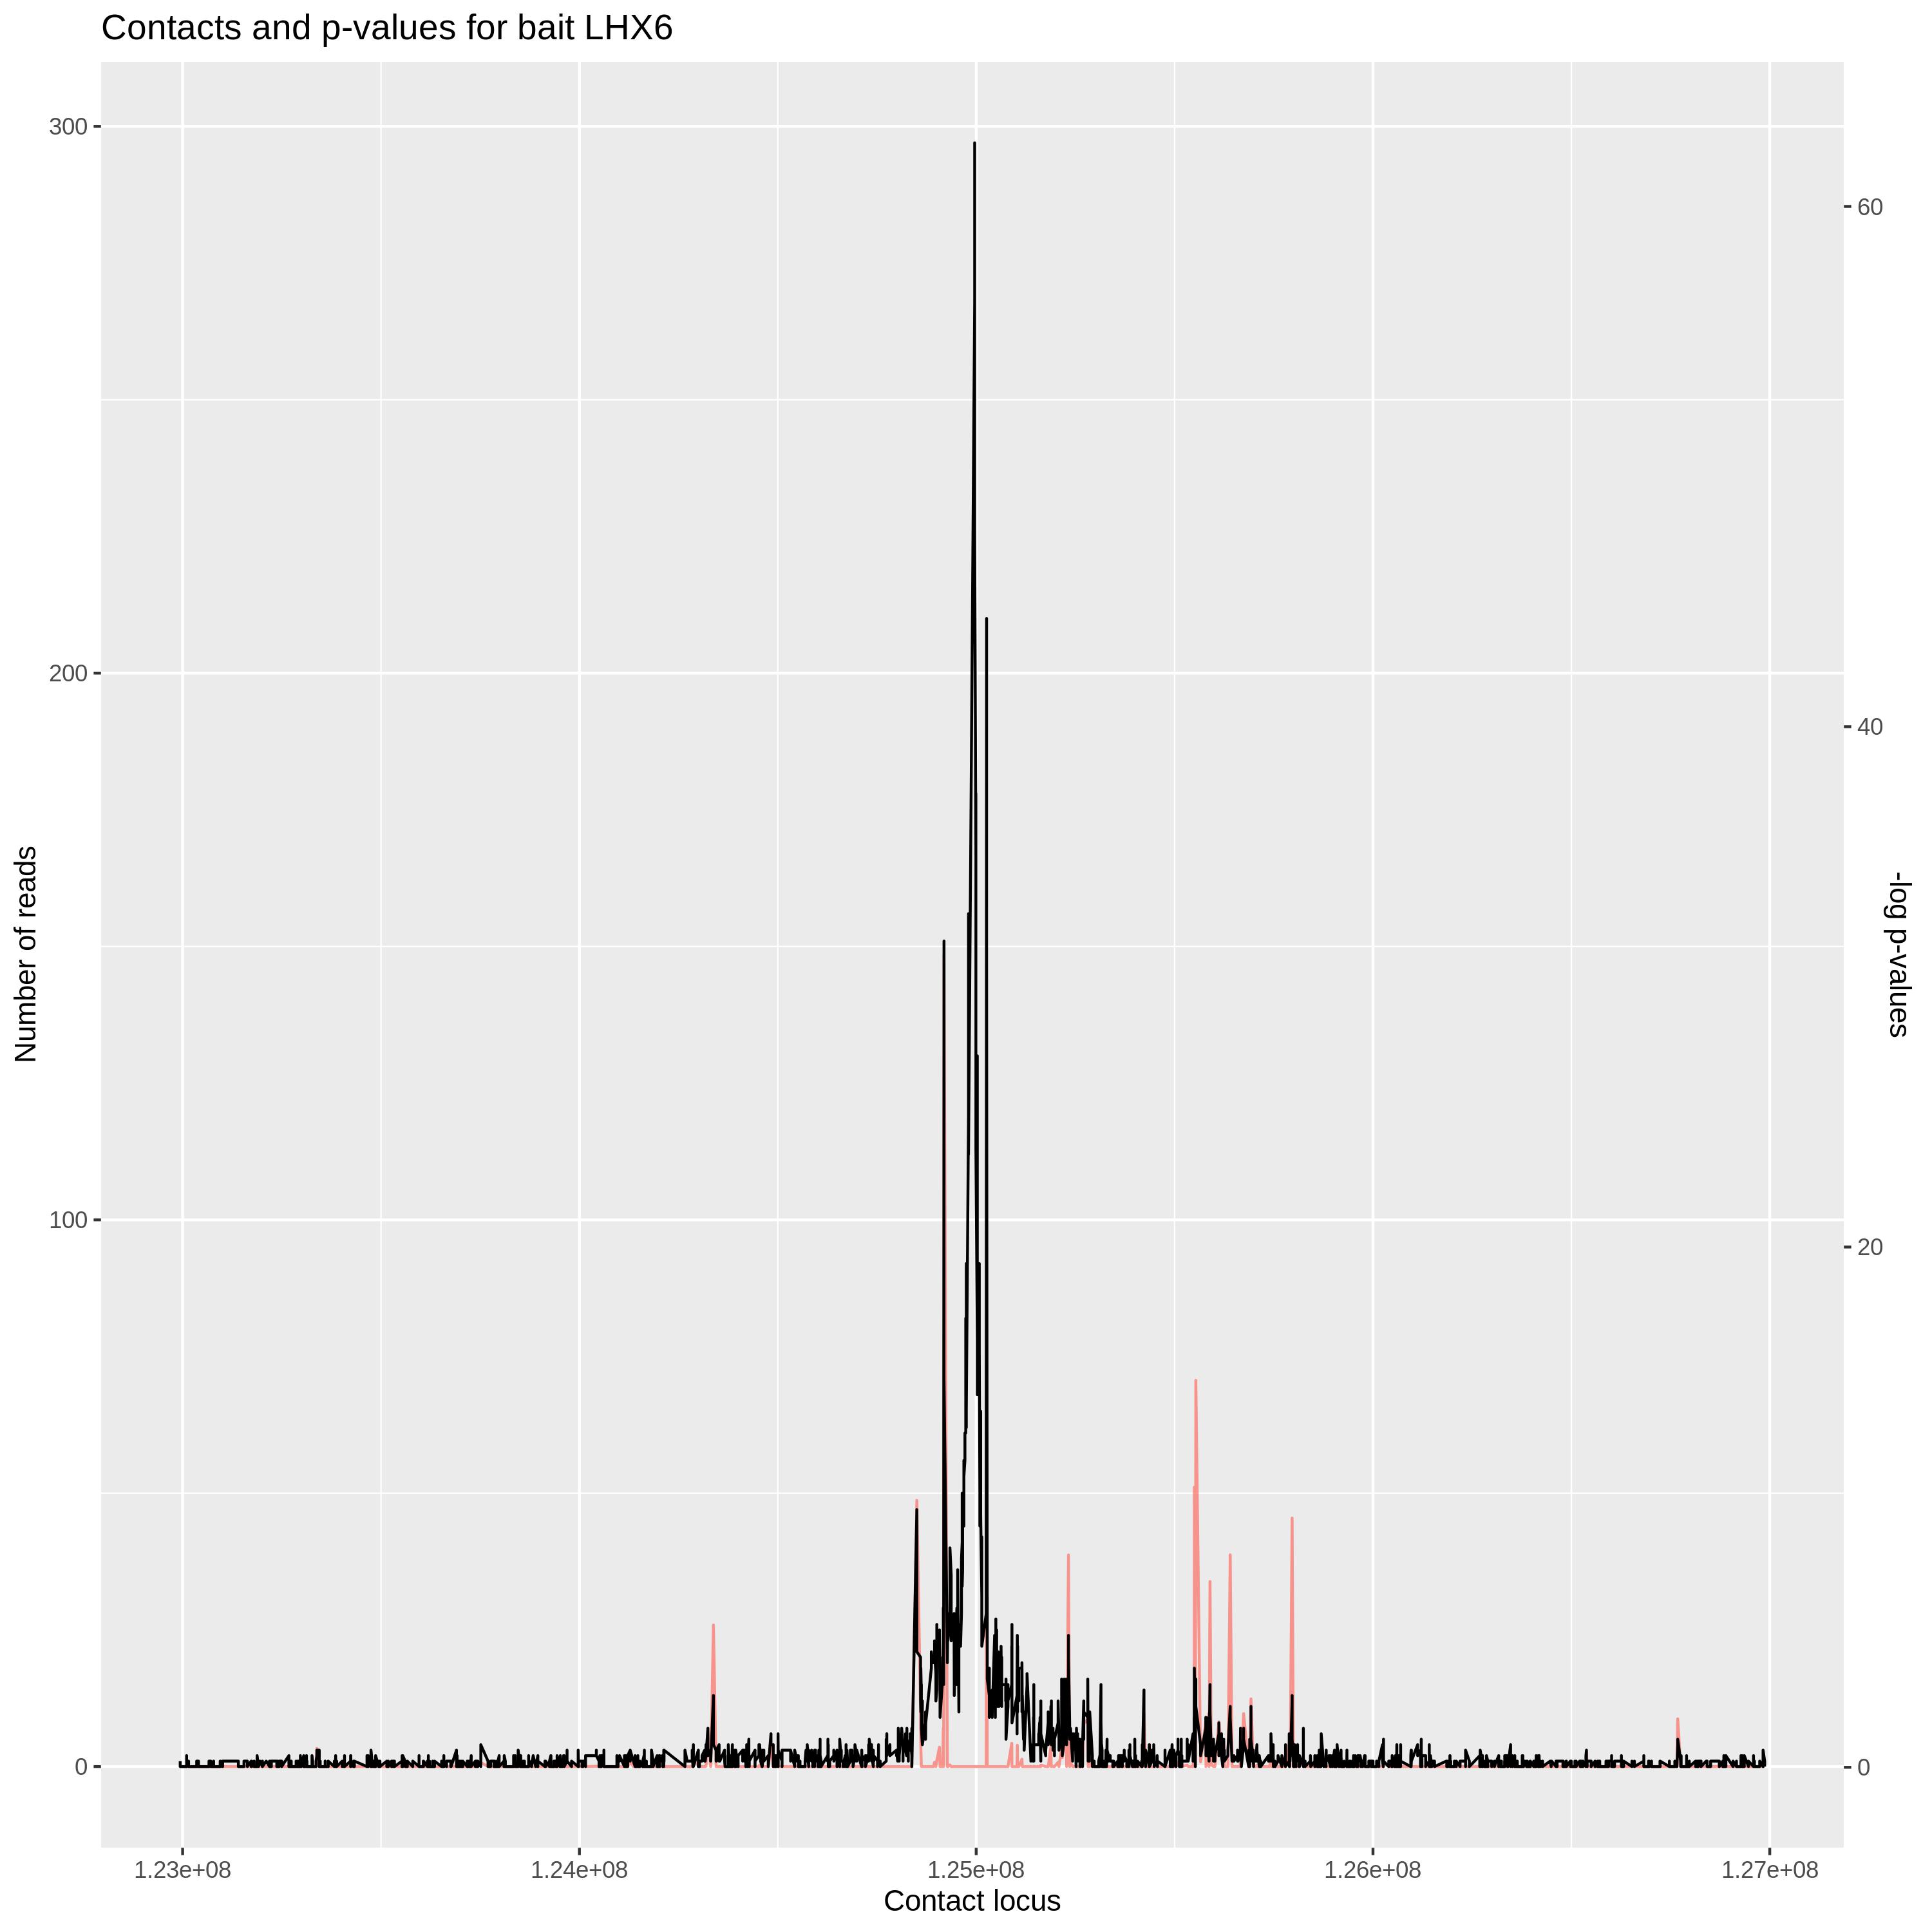 Contacts and p-values for bait LHX6
300
200
100
0
Number of reads
60
40
20
0
-log p-values
1.23e+08
1.24e+08
1.25e+08
1.26e+08
1.27e+08
Contact locus